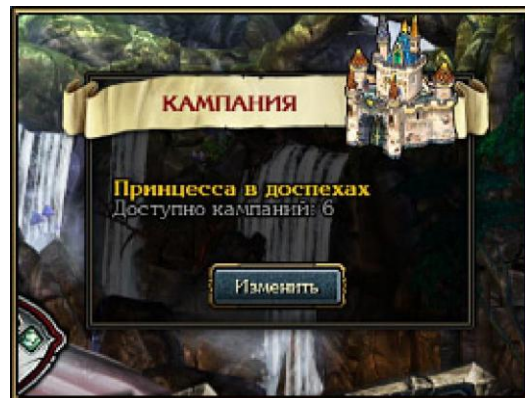 КАМПАНИЯ
Принцесса в доспехах
Доступно кампаний: 6
Изменить